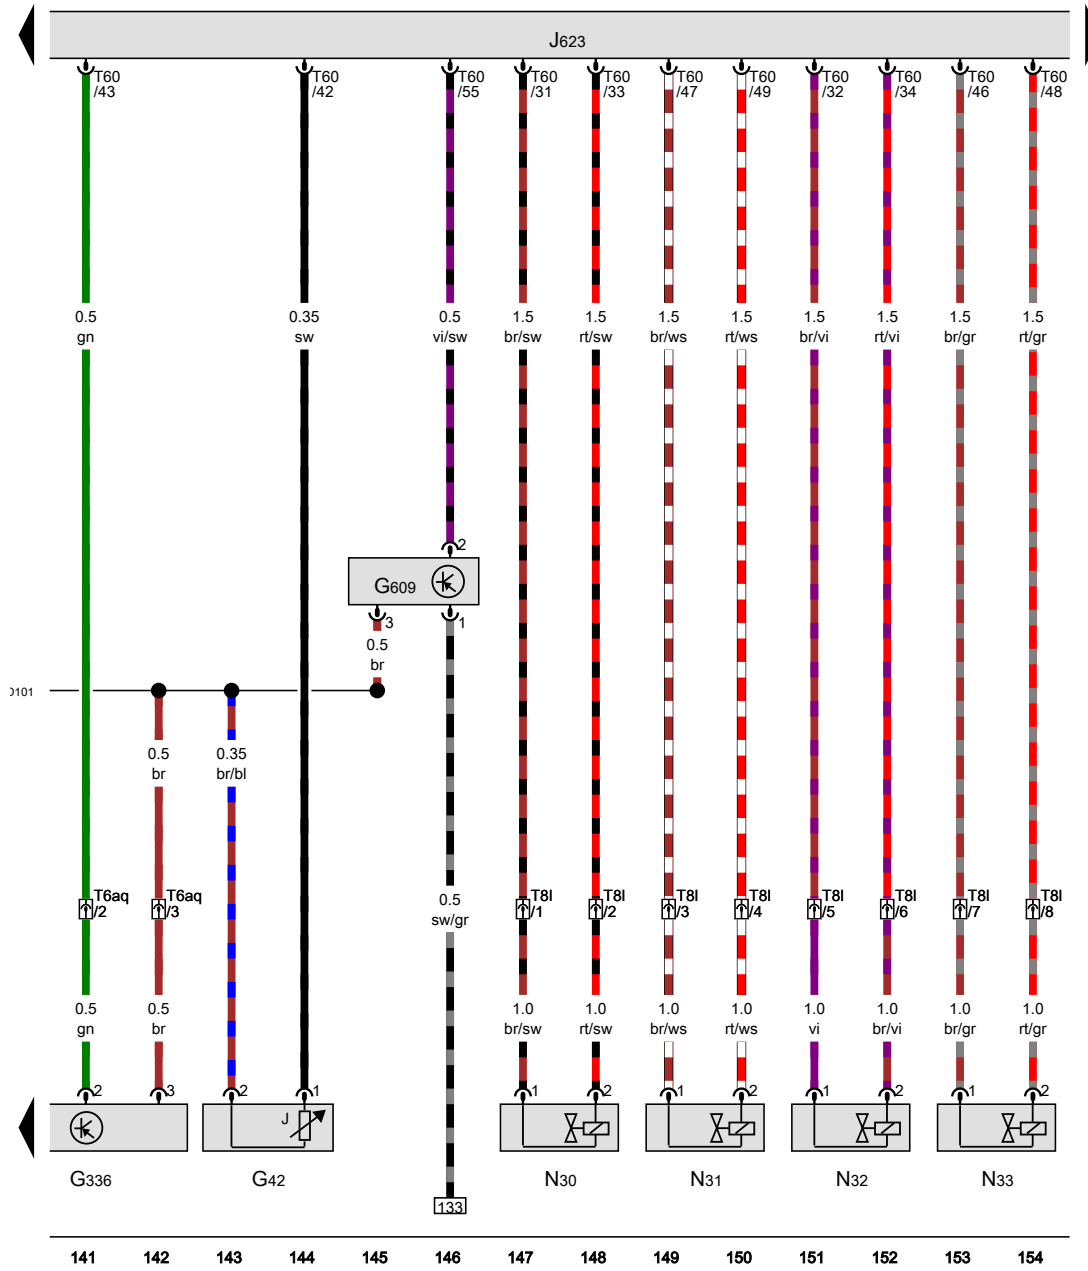 J623
T60 T60 T60 T60 T60 T60 T60 T60 T60 T60 T60
/43 /42 /55 /31 /33 /47 /49 /32 /34 /46 /48
0.5 0.35 0.5 1.5 1.5 1.5 1.5 1.5 1.5 1.5 1.5
gn sw vi/sw br/sw rt/sw br/ws rt/ws br/vi rt/vi br/gr rt/gr
2
G609
3 1
0.5
br
0101
0.5 0.35
br br/bl
T6aq T6aq T8l T8l T8l T8l T8l T8l T8l T8l
/2 /3 /1 /2 /3 /4 /5 /6 /7 /8
0.5
sw/gr
0.5 0.5 1.0 1.0 1.0 1.0 1.0 1.0 1.0 1.0
gn br br/sw rt/sw br/ws rt/ws vi br/vi br/gr rt/gr
2 3 2 1 1 2 1 2 1 2 1 2
J
G336 G42 N30 N31 N32 N33
133
141 142 143 144 145 146 147 148 149 150 151 152 153 154